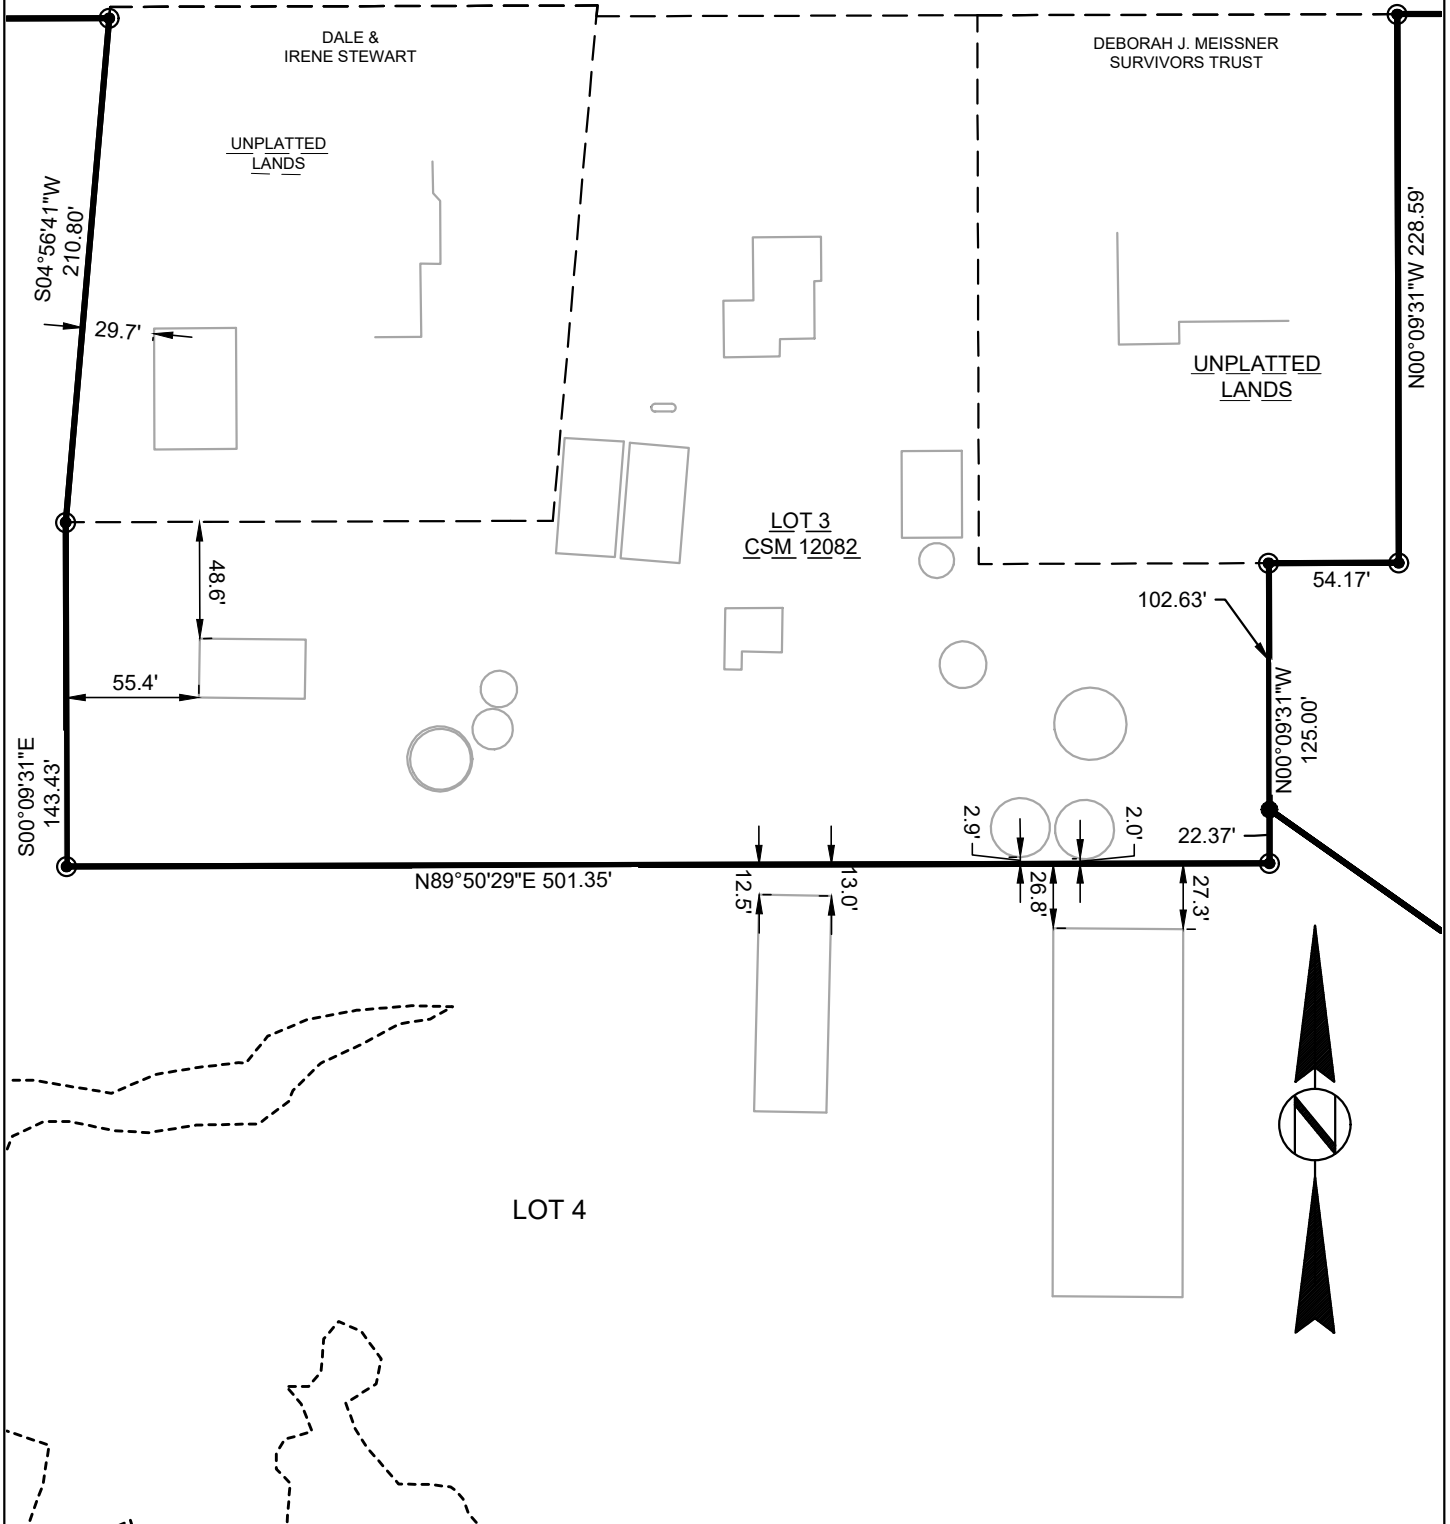 DALE &
IRENE STEWART
DEBORAH J. MEISSNER
SURVIVORS TRUST
UNPLATTED
LANDS
S04°56'41"W
210.80'
N00°09'31"W 228.59'
29.7'
UNPLATTED
LANDS
LOT 3
CSM 12082
48.6'
54.17'
102.63'
55.4'
N00°09'31"W
125.00'
S00°09'31"E
143.43'
2.9'
2.0'
22.37'
N89°50'29"E 501.35'
12.5'
13.0'
26.8'
27.3'
N
LOT 4